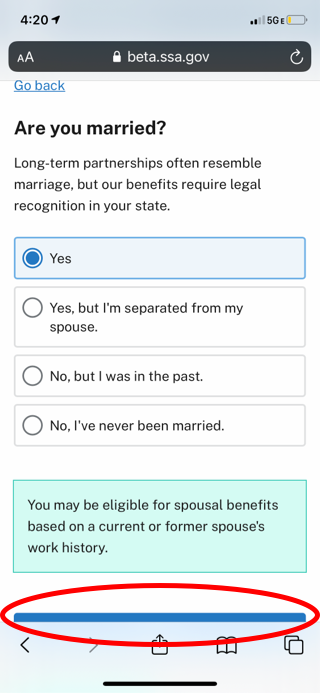 4:20
5G E
AA
beta.ssa.gov
Go back
Are you married?
Long-term partnerships often resemble
marriage, but our benefits require legal
recognition in your state.
Yes
Yes, but I'm separated from my
spouse.
No, but I was in the past.
No, I've never been married.
You may be eligible for spousal benefits
based on a current or former spouse's
work history.